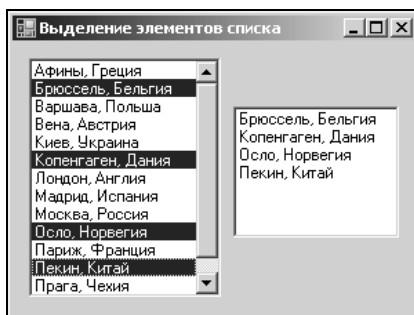 Выделение элементов списка
Афины, Греция
Брюссель, Бельгия
Варшава, Польша
Вена, Австрия
Киев, Украина
Копенгаген, Дания
Лондон, Англия
Мадрид, Испания
Москва, Россия
Осло, Норвегия
Париж, Франция
Пекин, Китай
Прага, Чехия
Брюссель, Бельгия
Копенгаген, Дания
Осло, Норвегия
Пекин, Китай